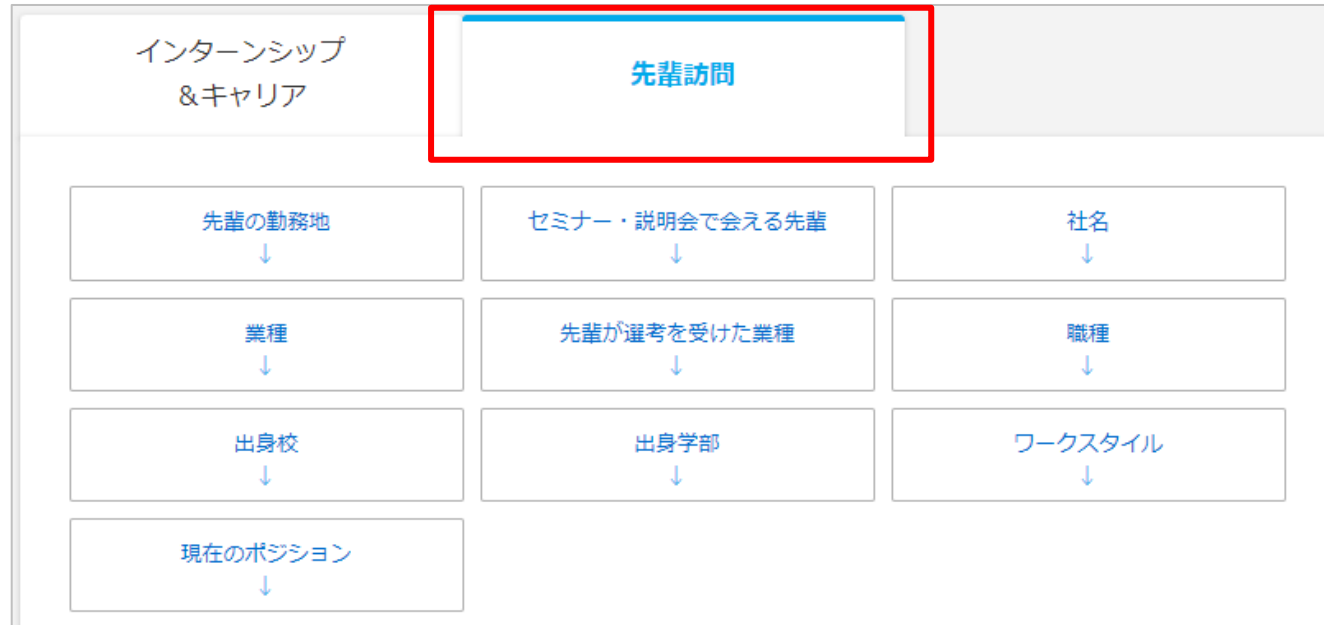 インターンシップ
&キャリア
先輩訪問
先輩の勤務地
↓
セミナー・説明会で会える先輩
↓
社名
↓
業種
↓
先輩が選考を受けた業種
↓
職種
↓
出身校
↓
出身学部
↓
ワークスタイル
↓
現在のポジション
↓